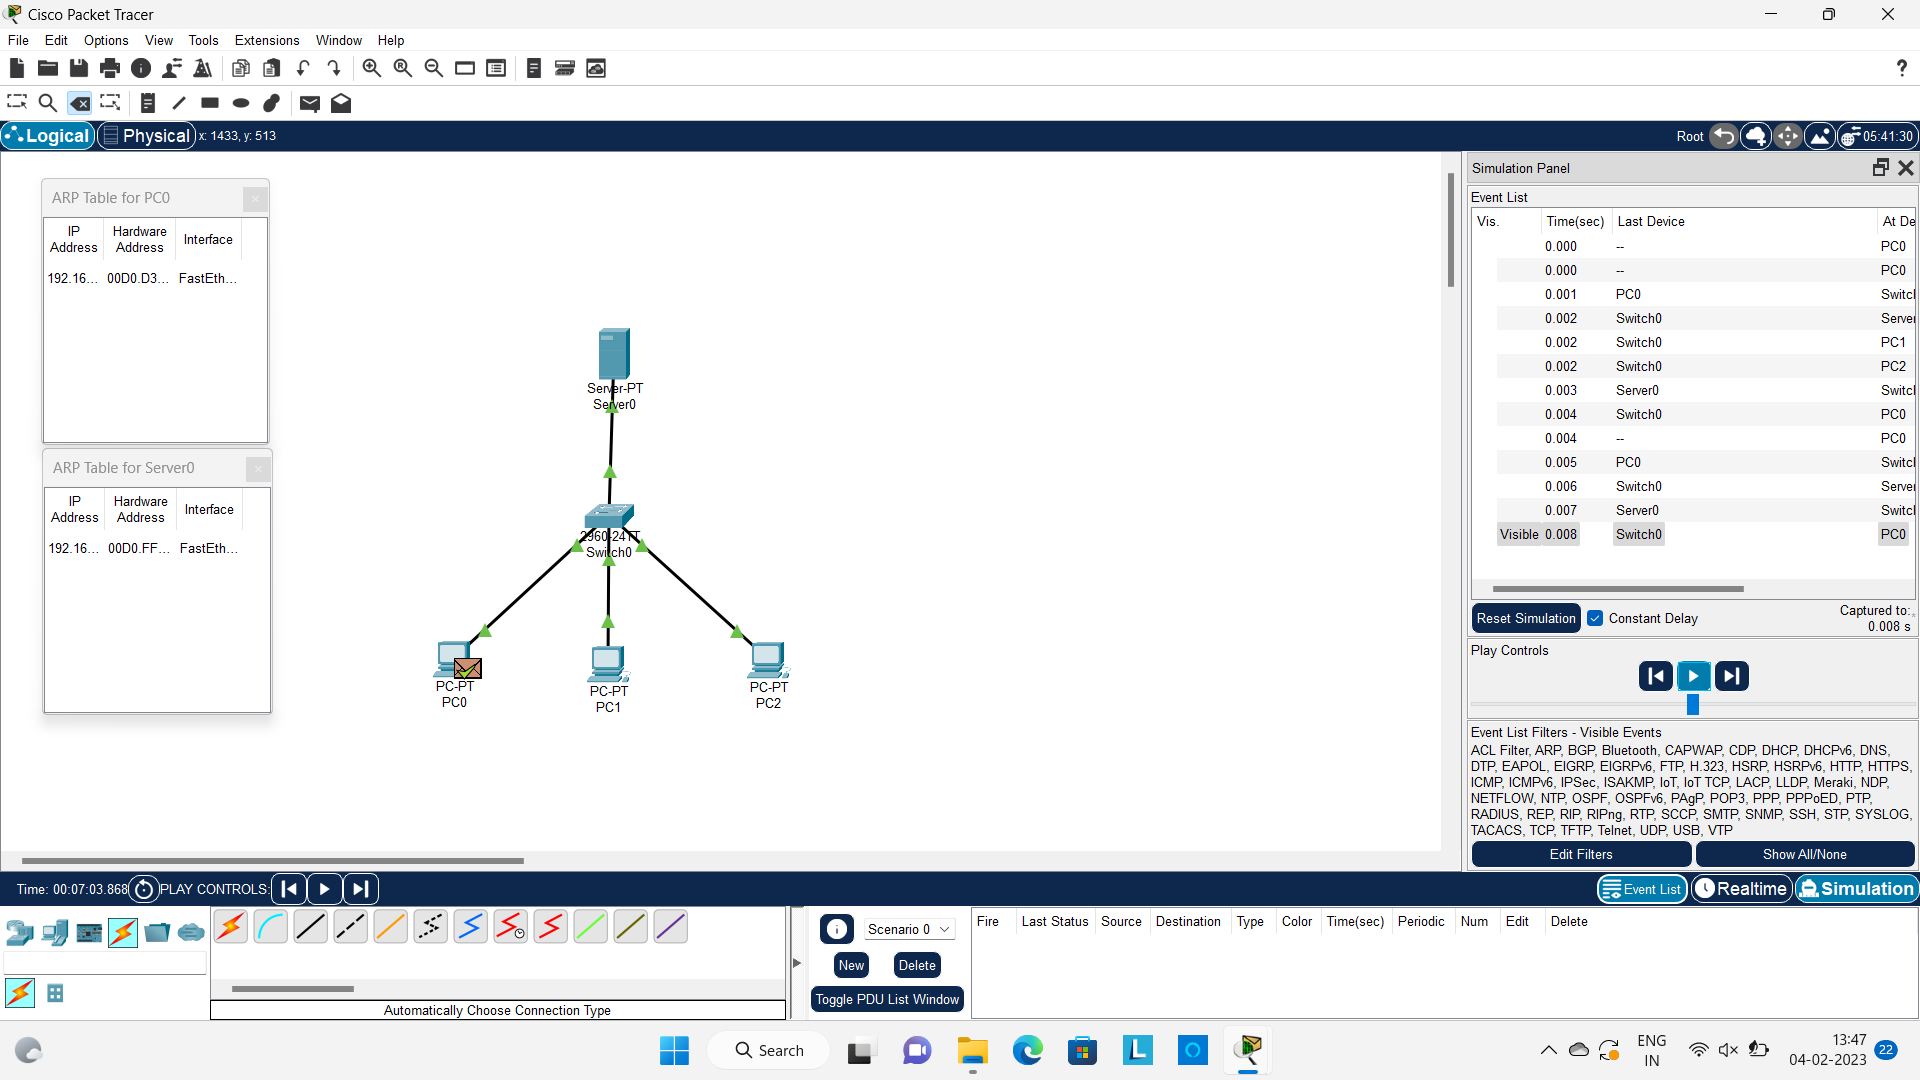 Cisco Packet Tracer
File Edit Options View Tools Extensions Window Help
?
Logical Physical x: 1433, y: 513 Root 05:41:30
ARP Table for PC0
IP Address Hardware Address Interface
192.16... 00D0.D3... FastEth...
ARP Table for Server0
IP Address Hardware Address Interface
192.16... 00D0.FF... FastEth...
Server-PT
Server0
2960-24TT
Switch0
PC-PT
PC0
PC-PT
PC1
PC-PT
PC2
Simulation Panel
Event List
Vis. Time(sec) Last Device At De
0.000 -- PC0
0.000 -- PC0
0.001 PC0 Switcl
0.002 Switch0 Server
0.002 Switch0 PC1
0.002 Switch0 PC2
0.003 Server0 Switcl
0.004 Switch0 PC0
0.004 -- PC0
0.005 PC0 Switcl
0.006 Switch0 Server
0.007 Server0 Switcl
Visible 0.008 Switch0 PC0
Reset Simulation Constant Delay Captured to:
0.008 s
Play Controls
Event List Filters - Visible Events
ACL Filter, ARP, BGP, Bluetooth, CAPWAP, CDP, DHCP, DHCPv6, DNS,
DTP, EAPOL, EIGRP, EIGRPv6, FTP, H.323, HSRP, HSRPv6, HTTP, HTTPS,
ICMP, ICMPv6, IPSec, ISAKMP, IoT, IoT TCP, LACP, LLDP, Meraki, NDP,
NETFLOW, NTP, OSPF, OSPFv6, PAgP, POP3, PPP, PPPoED, PTP,
RADIUS, REP, RIP, RIPng, RTP, SCCP, SMTP, SNMP, SSH, STP, SYSLOG,
TACACS, TCP, TFTP, Telnet, UDP, USB, VTP
Edit Filters Show All/None
Time: 00:07:03.868 PLAY CONTROLS: Event List Realtime Simulation
Scenario 0
New Delete
Toggle PDU List Window
Fire Last Status Source Destination Type Color Time(sec) Periodic Num Edit Delete
Automatically Choose Connection Type
Search
ENG
IN
13:47
04-02-2023
22